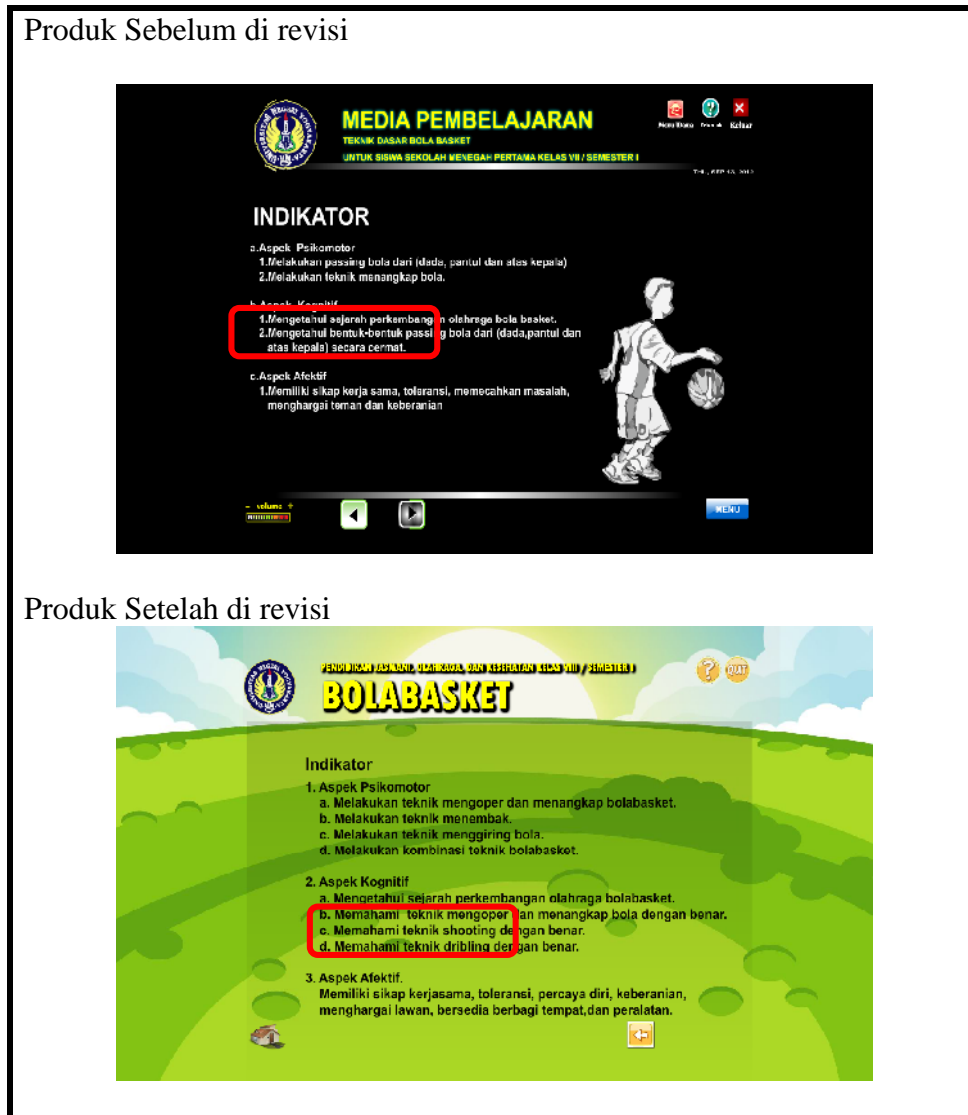 Produk Sebelum di revisi
MEDIA PEMBELAJARAN
TEKNIK DASAR BOLA BASKET
UNTUK SISWA SEKOLAH MENEGAH PERTAMA KELAS VII / SEMESTER I
Keluar
INDIKATOR
a.Aspek Psikomotor
1.Melakukan passing bola dari (dada, pantul dan atas kepala)
2.Melakukan teknik menangkap bola.
b.Aspek Kognitif
1.Mengetahui sejarah perkembangan olahraga bola basket.
2.Mengetahui bentuk-bentuk passing bola dari (dada,pantul dan
atas kepala) secara cermat.
c.Aspek Afektif
1.Memiliki sikap kerja sama, toleransi, memecahkan masalah,
menghargai teman dan keberanian
- volume +
MENU
Produk Setelah di revisi
PENDIDIKAN JASMANI, OLAHRAGA, DAN KESEHATAN KELAS VIII / SEMESTER I
BOLABASKET
? QUIT
Indikator
1. Aspek Psikomotor
a. Melakukan teknik mengoper dan menangkap bolabasket.
b. Melakukan teknik menembak.
c. Melakukan teknik menggiring bola.
d. Melakukan kombinasi teknik bolabasket.
2. Aspek Kognitif
a. Mengetahui sejarah perkembangan olahraga bolabasket.
b. Memahami teknik mengoper dan menangkap bola dengan benar.
c. Memahami teknik shooting dengan benar.
d. Memahami teknik dribling dengan benar.
3. Aspek Afektif.
Memiliki sikap kerjasama, toleransi, percaya diri, keberanian,
menghargai lawan, bersedia berbagi tempat,dan peralatan.